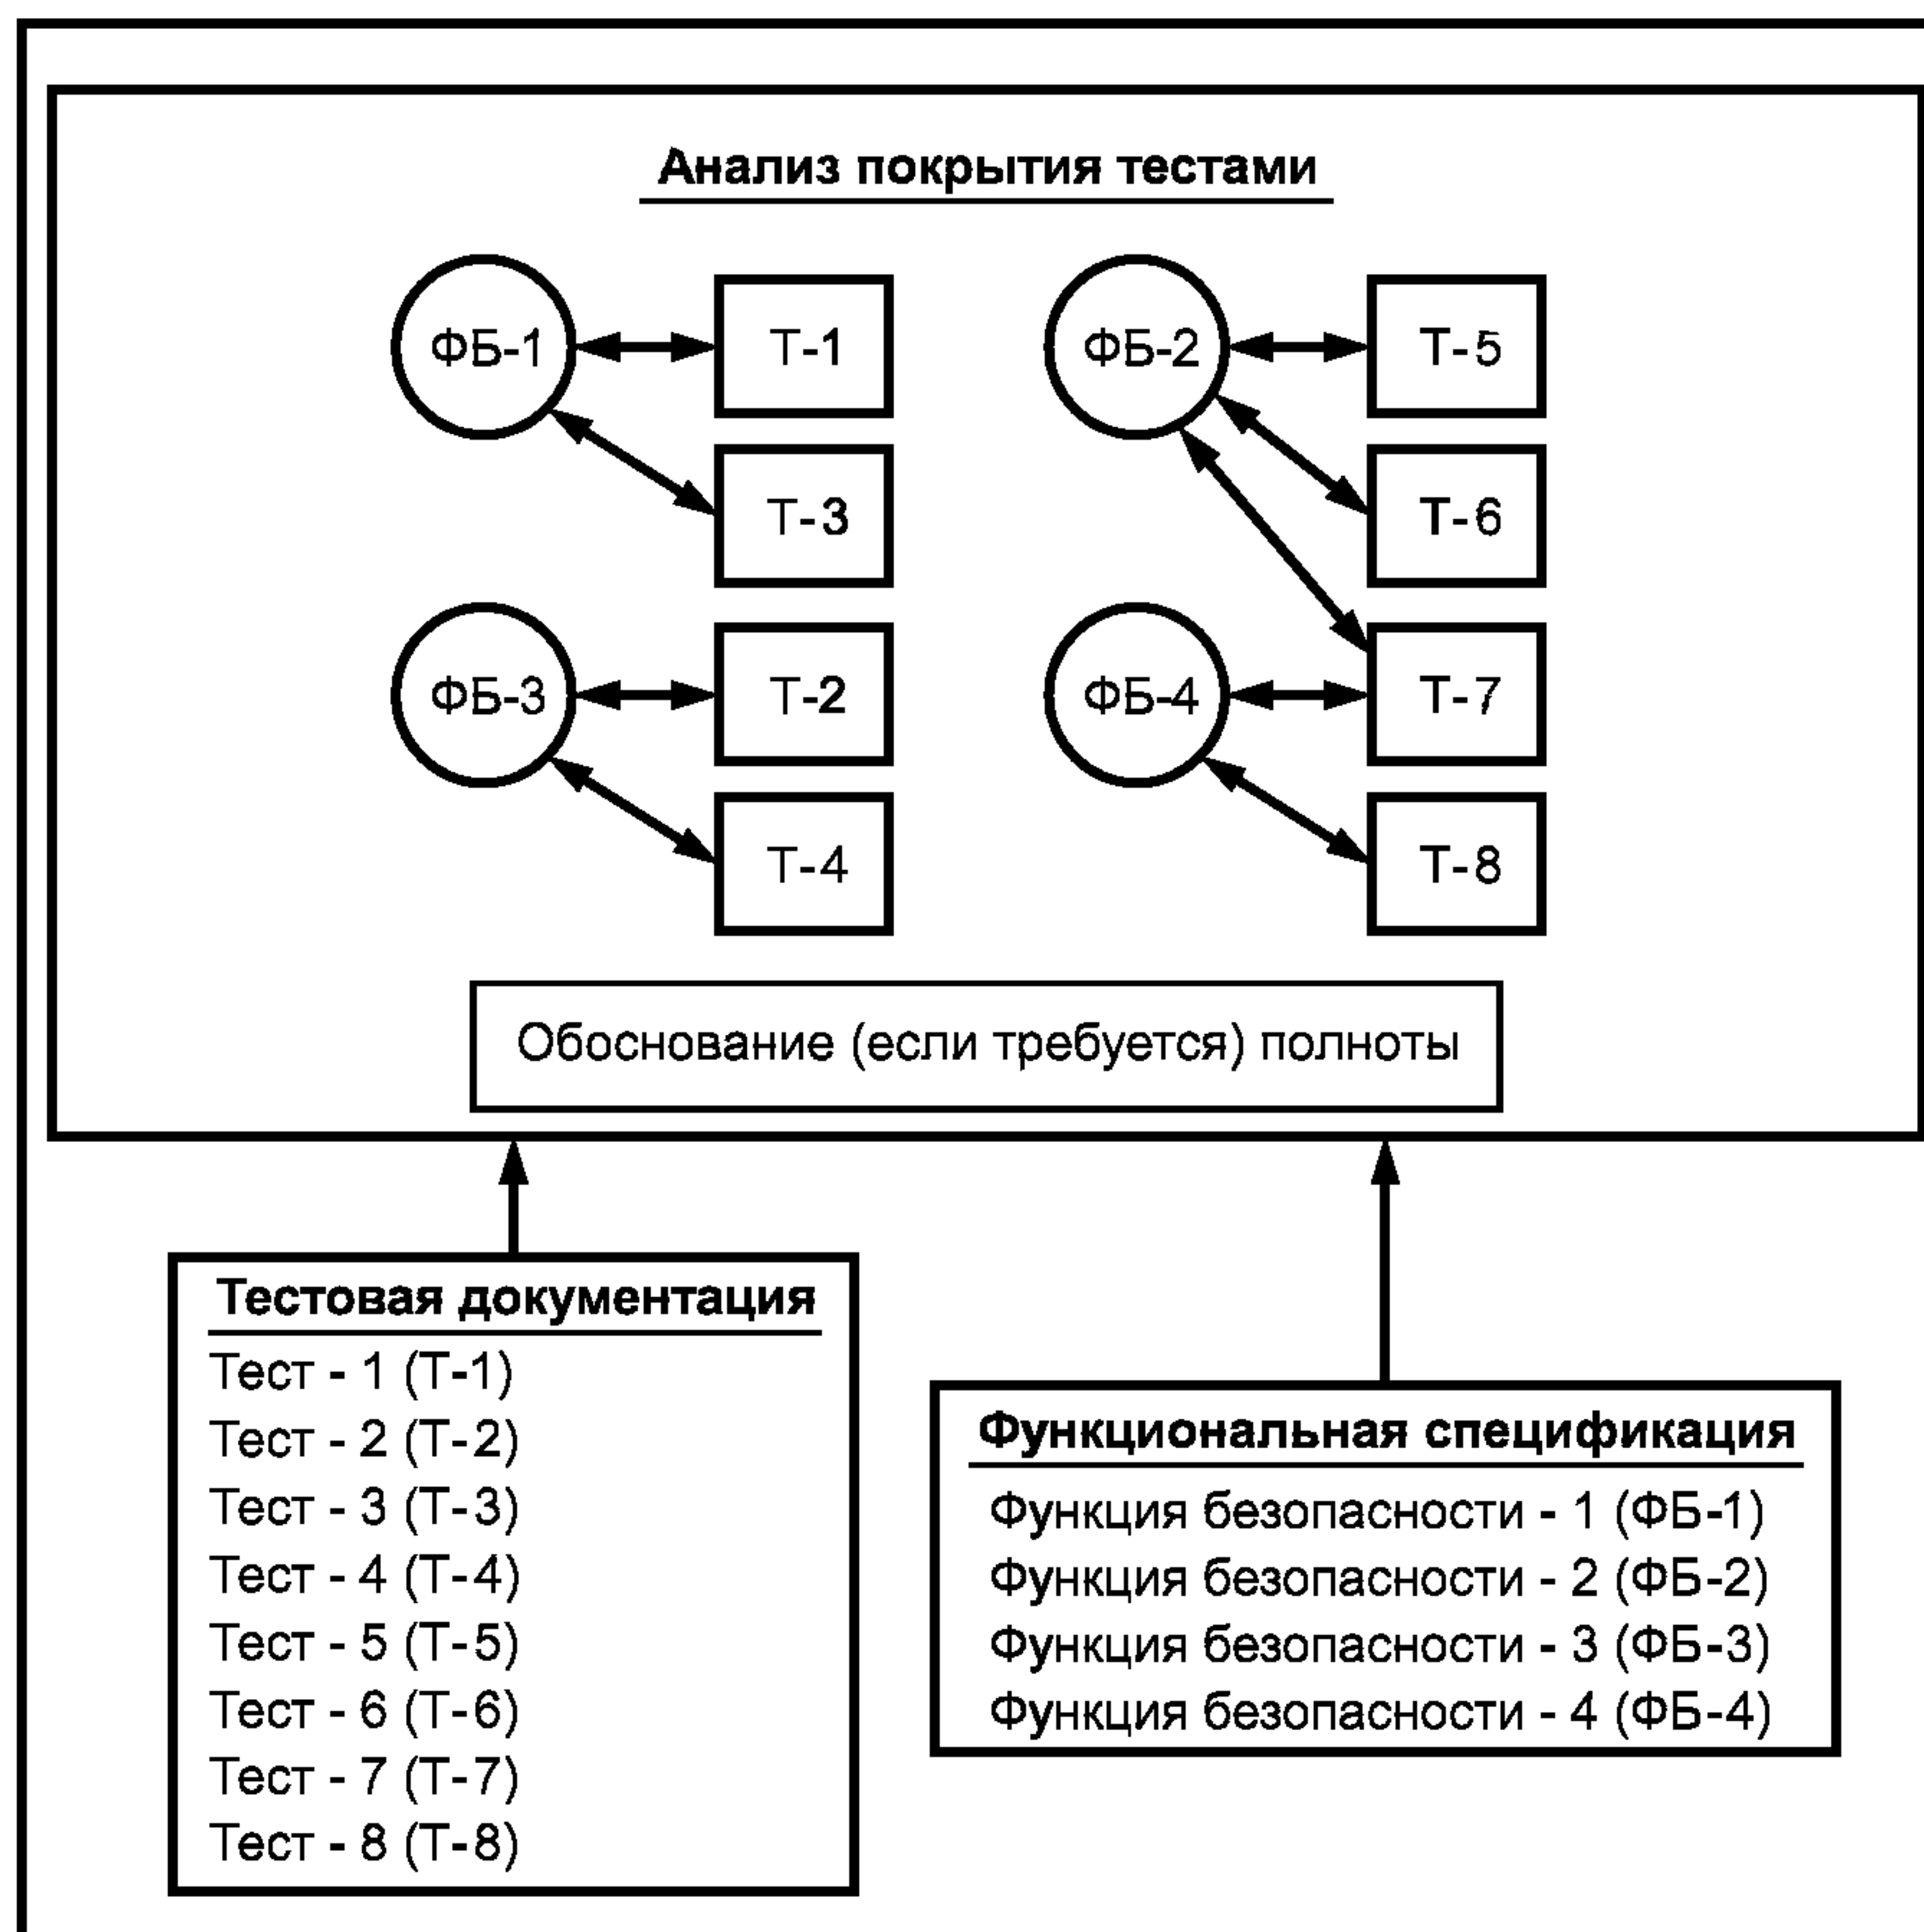 Анализ покрытия тестами
ФБ-1
Т-1
ФБ-2
Т-5
Т-3
Т-6
ФБ-3
Т-2
ФБ-4
Т-7
Т-4
Т-8
Обоснование (если требуется) полноты
Тестовая документация
Тест - 1 (Т-1)
Тест - 2 (Т-2)
Тест - 3 (Т-3)
Тест - 4 (Т-4)
Тест - 5 (Т-5)
Тест - 6 (Т-6)
Тест - 7 (Т-7)
Тест - 8 (Т-8)
Функциональная спецификация
Функция безопасности - 1 (ФБ-1)
Функция безопасности - 2 (ФБ-2)
Функция безопасности - 3 (ФБ-3)
Функция безопасности - 4 (ФБ-4)